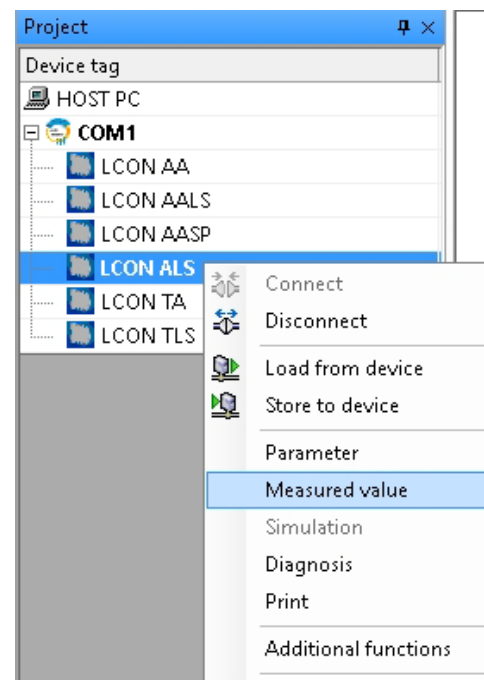 Project
Device tag
HOST PC
COM1
LCON AA
LCON AALS
LCON AASP
LCON ALS
LCON TA
LCON TLS
Connect
Disconnect
Load from device
Store to device
Parameter
Measured value
Simulation
Diagnosis
Print
Additional functions